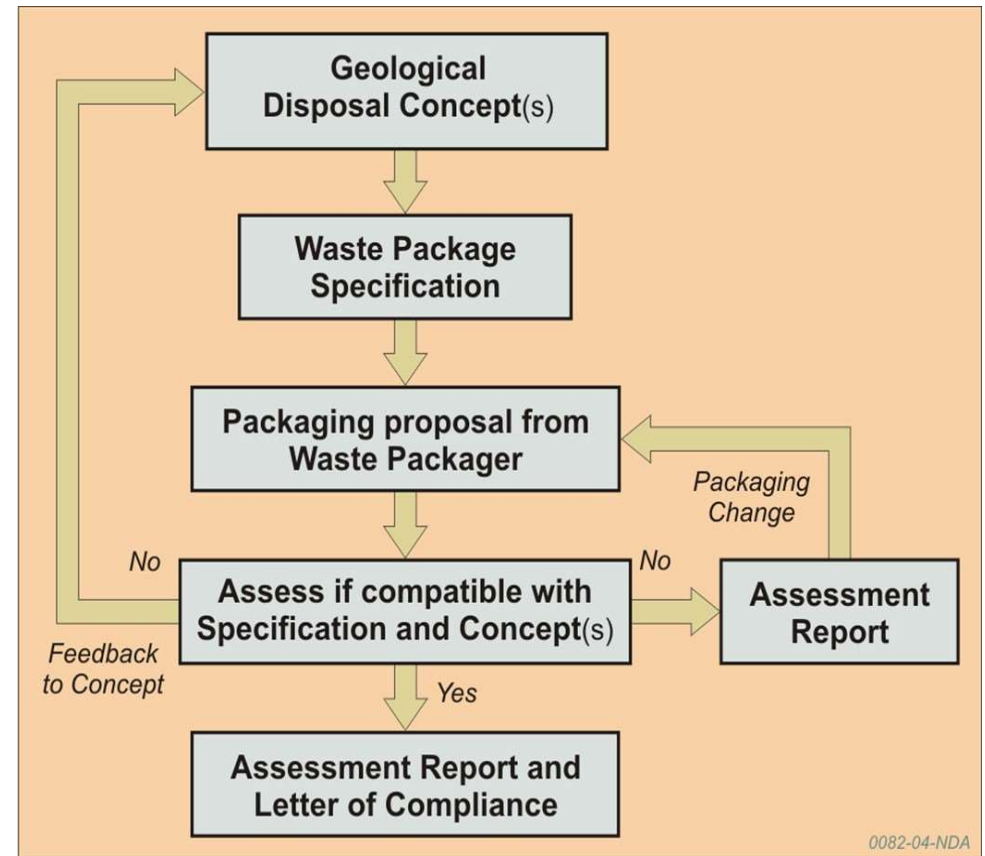 Geological
Disposal Concept(s)
Waste Package
Specification
Packaging proposal from
Waste Packager
Packaging
Change
No
No
Assess if compatible with
Specification and Concept(s)
Assessment
Report
Feedback
to Concept
Yes
Assessment Report and
Letter of Compliance
0082-04-NDA